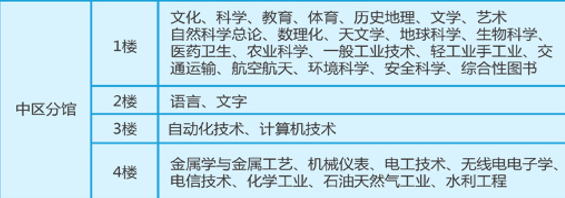 中区分馆
1楼
文化、科学、教育、体育、历史地理、文学、艺术
自然科学总论、数理化、天文学、地球科学、生物科学、
医药卫生、农业科学、一般工业技术、轻工业手工业、交
通运输、航空航天、环境科学、安全科学、综合性图书
2楼
语言、文字
3楼
自动化技术、计算机技术
4楼
金属学与金属工艺、机械仪表、电工技术、无线电电子学、
电信技术、化学工业、石油天然气工业、水利工程